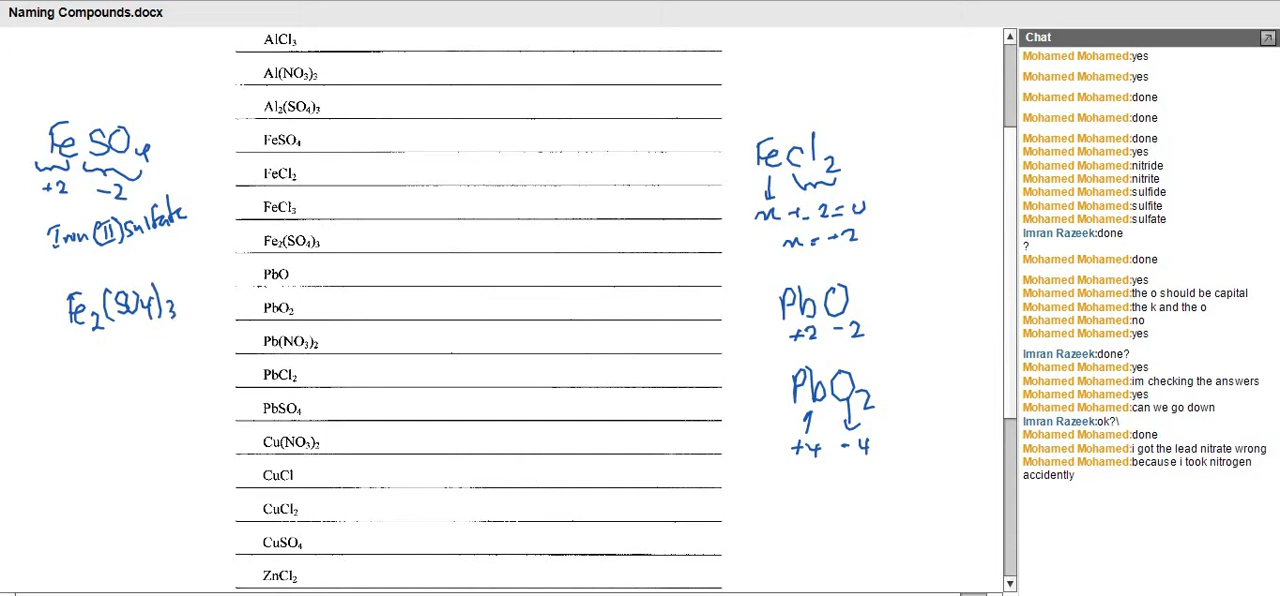 Naming Compounds.docx
AlCl₃
Al(NO₃)₃
Al₂(SO₄)₃
FeSO₄
FeCl₂
FeCl₃
Fe₂(SO₄)₃
PbO
PbO₂
Pb(NO₃)₂
PbCl₂
PbSO₄
Cu(NO₃)₂
CuCl
CuCl₂
CuSO₄
ZnCl₂
FeSO₄
+2 -2
Iron (II) Sulfate
Fe₂(SO₄)₃
FeCl₂
x + - 2 = 0
x = +2
PbO
+2 -2
PbO₂
+4 -4
Chat
Mohamed Mohamed:yes
Mohamed Mohamed:yes
Mohamed Mohamed:done
Mohamed Mohamed:done
Mohamed Mohamed:done
Mohamed Mohamed:yes
Mohamed Mohamed:nitride
Mohamed Mohamed:nitrite
Mohamed Mohamed:sulfide
Mohamed Mohamed:sulfite
Mohamed Mohamed:sulfate
Imran Razeek:done
?
Mohamed Mohamed:done
Mohamed Mohamed:yes
Mohamed Mohamed:the o should be capital
Mohamed Mohamed:the k and the o
Mohamed Mohamed:no
Mohamed Mohamed:yes
Imran Razeek:done?
Mohamed Mohamed:yes
Mohamed Mohamed:im checking the answers
Mohamed Mohamed:yes
Mohamed Mohamed:can we go down
Imran Razeek:ok?\
Mohamed Mohamed:done
Mohamed Mohamed:i got the lead nitrate wrong
Mohamed Mohamed:because i took nitrogen
accidently